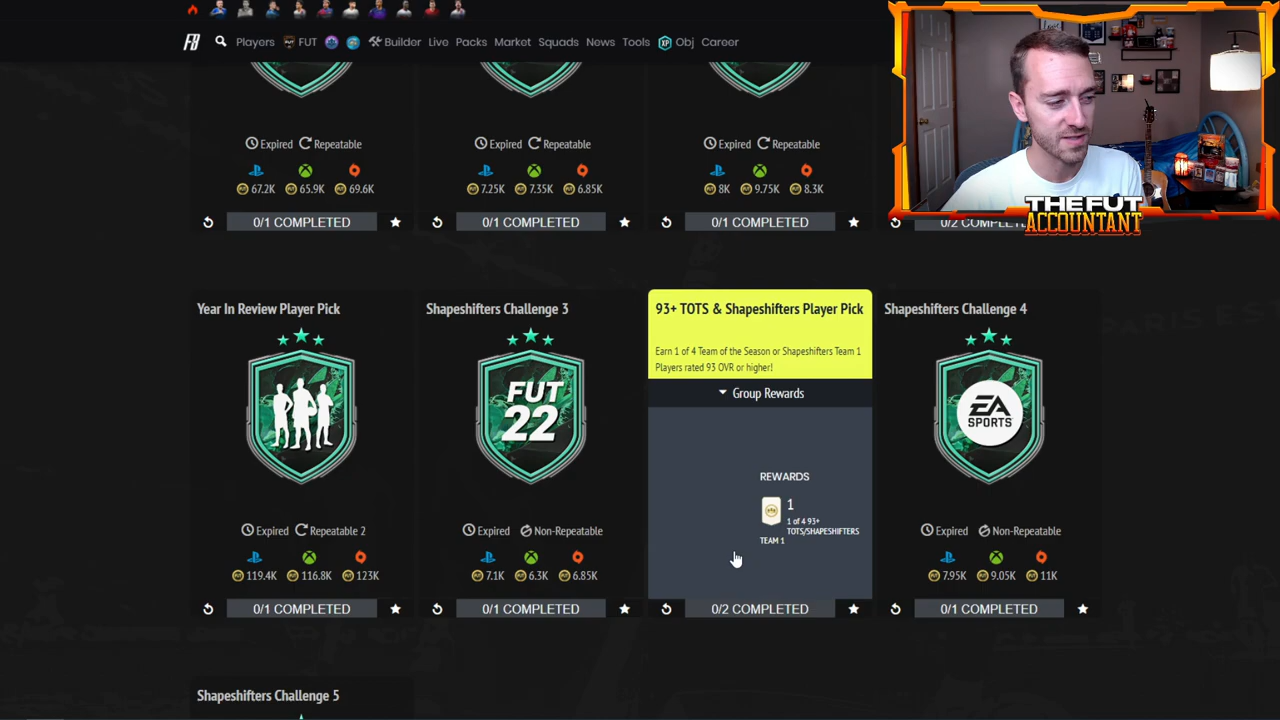 FB Players FUT Builder Live Packs Market Squads News Tools XP Obj Career
Expired Repeatable
67.2K 65.9K 69.6K
0/1 COMPLETED
Expired Repeatable
7.25K 7.35K 6.85K
0/1 COMPLETED
Expired Repeatable
8K 9.75K 8.3K
0/1 COMPLETED
0/2 COMPLETED
THE FUT
ACCOUNTANT
Year In Review Player Pick
Expired Repeatable 2
119.4K 116.8K 123K
0/1 COMPLETED
Shapeshifters Challenge 3
FUT
22
Expired Non-Repeatable
7.1K 6.3K 6.85K
0/1 COMPLETED
93+ TOTS & Shapeshifters Player Pick
Earn 1 of 4 Team of the Season or Shapeshifters Team 1
Players rated 93 OVR or higher!
Group Rewards
REWARDS
1
1 of 4 93+
TOTS/SHAPESHIFTERS
TEAM 1
0/2 COMPLETED
Shapeshifters Challenge 4
EA
SPORTS
Expired Non-Repeatable
7.95K 9.05K 11K
0/1 COMPLETED
Shapeshifters Challenge 5